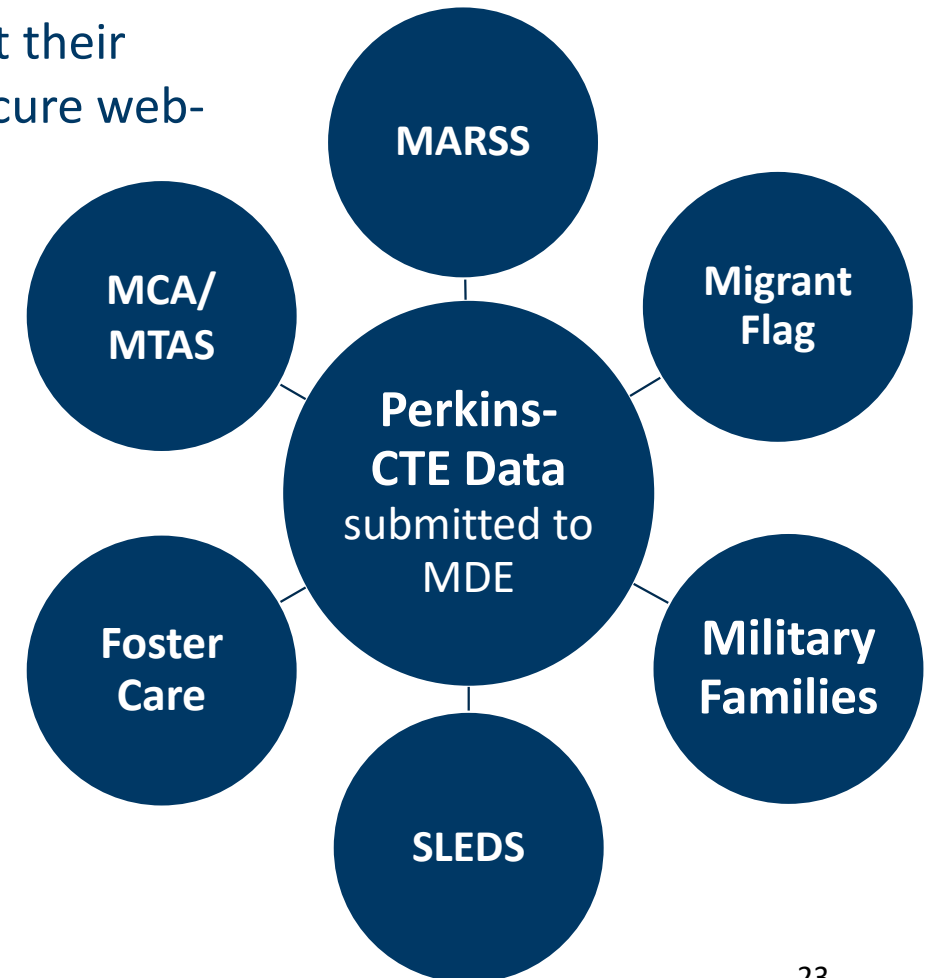 t their
cure web-
MARSS
MCA/
MTAS
Migrant
Flag
Perkins-
CTE Data
submitted to
MDE
Foster
Care
Military
Families
SLEDS
23